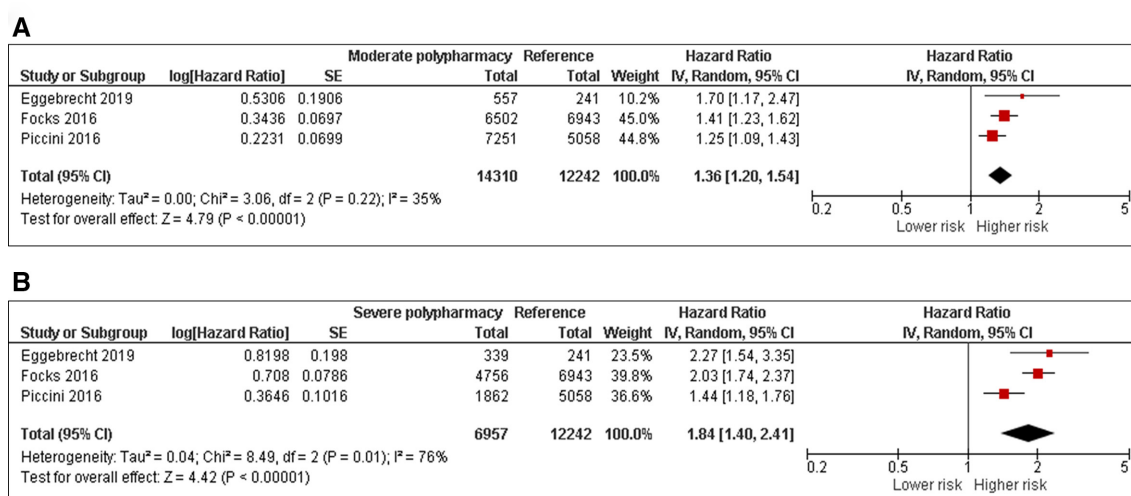 A
Moderate polypharmacy Reference Hazard Ratio Hazard Ratio
Study or Subgroup log[Hazard Ratio] SE Total Total Weight IV, Random, 95% CI IV, Random, 95% CI
Eggebrecht 2019 0.5306 0.1906 557 241 10.2% 1.70 [1.17, 2.47]
Focks 2016 0.3436 0.0697 6502 6943 45.0% 1.41 [1.23, 1.62]
Piccini 2016 0.2231 0.0699 7251 5058 44.8% 1.25 [1.09, 1.43]
Total (95% CI) 14310 12242 100.0% 1.36 [1.20, 1.54]
Heterogeneity: Tau² = 0.00; Chi² = 3.06, df = 2 (P = 0.22); I² = 35%
Test for overall effect: Z = 4.79 (P < 0.00001)
0.2 0.5 1 2 5
Lower risk Higher risk
B
Severe polypharmacy Reference Hazard Ratio Hazard Ratio
Study or Subgroup log[Hazard Ratio] SE Total Total Weight IV, Random, 95% CI IV, Random, 95% CI
Eggebrecht 2019 0.8198 0.198 339 241 23.5% 2.27 [1.54, 3.35]
Focks 2016 0.708 0.0786 4756 6943 39.8% 2.03 [1.74, 2.37]
Piccini 2016 0.3646 0.1016 1862 5058 36.6% 1.44 [1.18, 1.76]
Total (95% CI) 6957 12242 100.0% 1.84 [1.40, 2.41]
Heterogeneity: Tau² = 0.04; Chi² = 8.49, df = 2 (P = 0.01); I² = 76%
Test for overall effect: Z = 4.42 (P < 0.00001)
0.2 0.5 1 2 5
Lower risk Higher risk